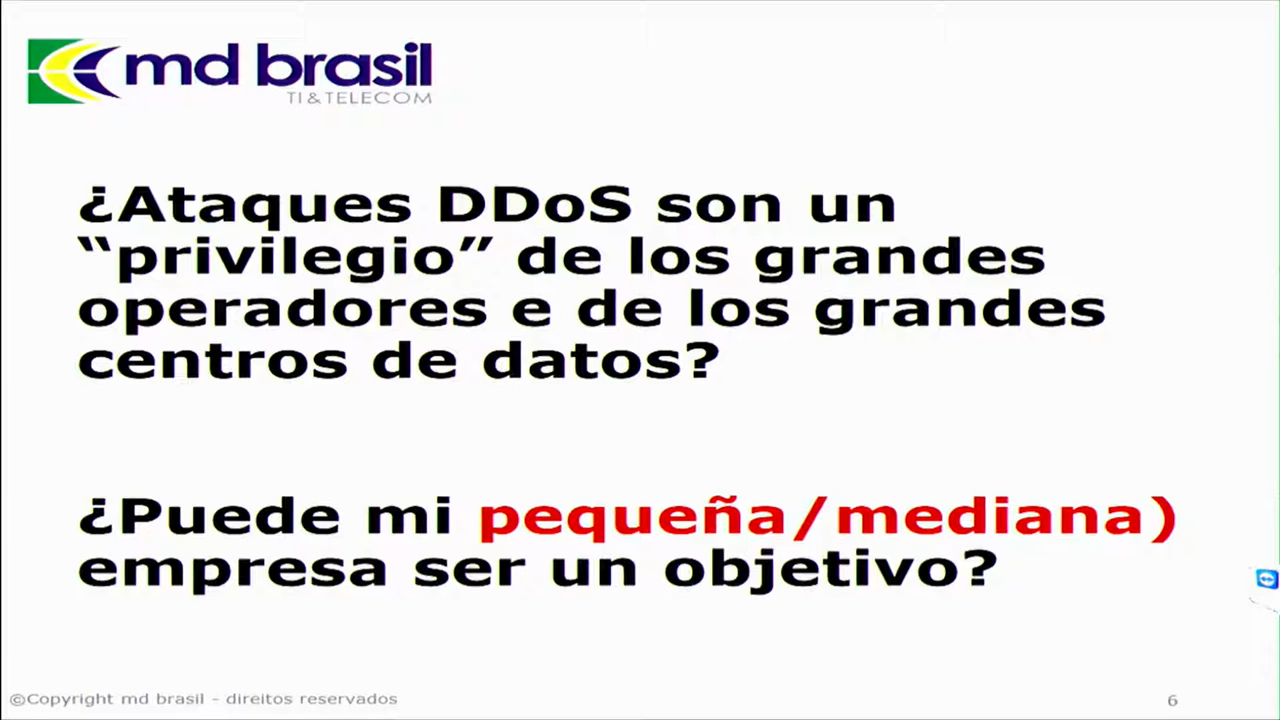 md brasil
TI & TELECOM
¿Ataques DDoS son un
“privilegio” de los grandes
operadores e de los grandes
centros de datos?
¿Puede mi pequeña/mediana)
empresa ser un objetivo?
©Copyright md brasil - direitos reservados
6